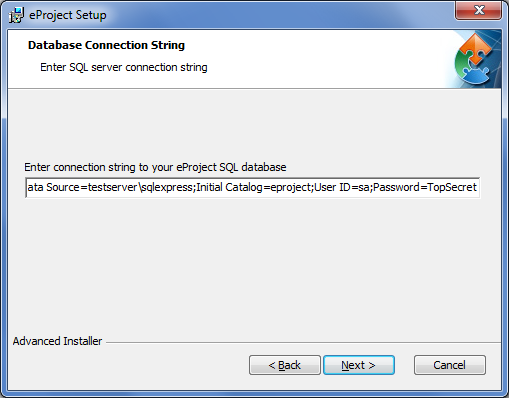 eProject Setup
Database Connection String
Enter SQL server connection string
Enter connection string to your eProject SQL database
ata Source=testserver\sqlexpress;Initial Catalog=eproject;User ID=sa;Password=TopSecret
Advanced Installer
< Back Next > Cancel